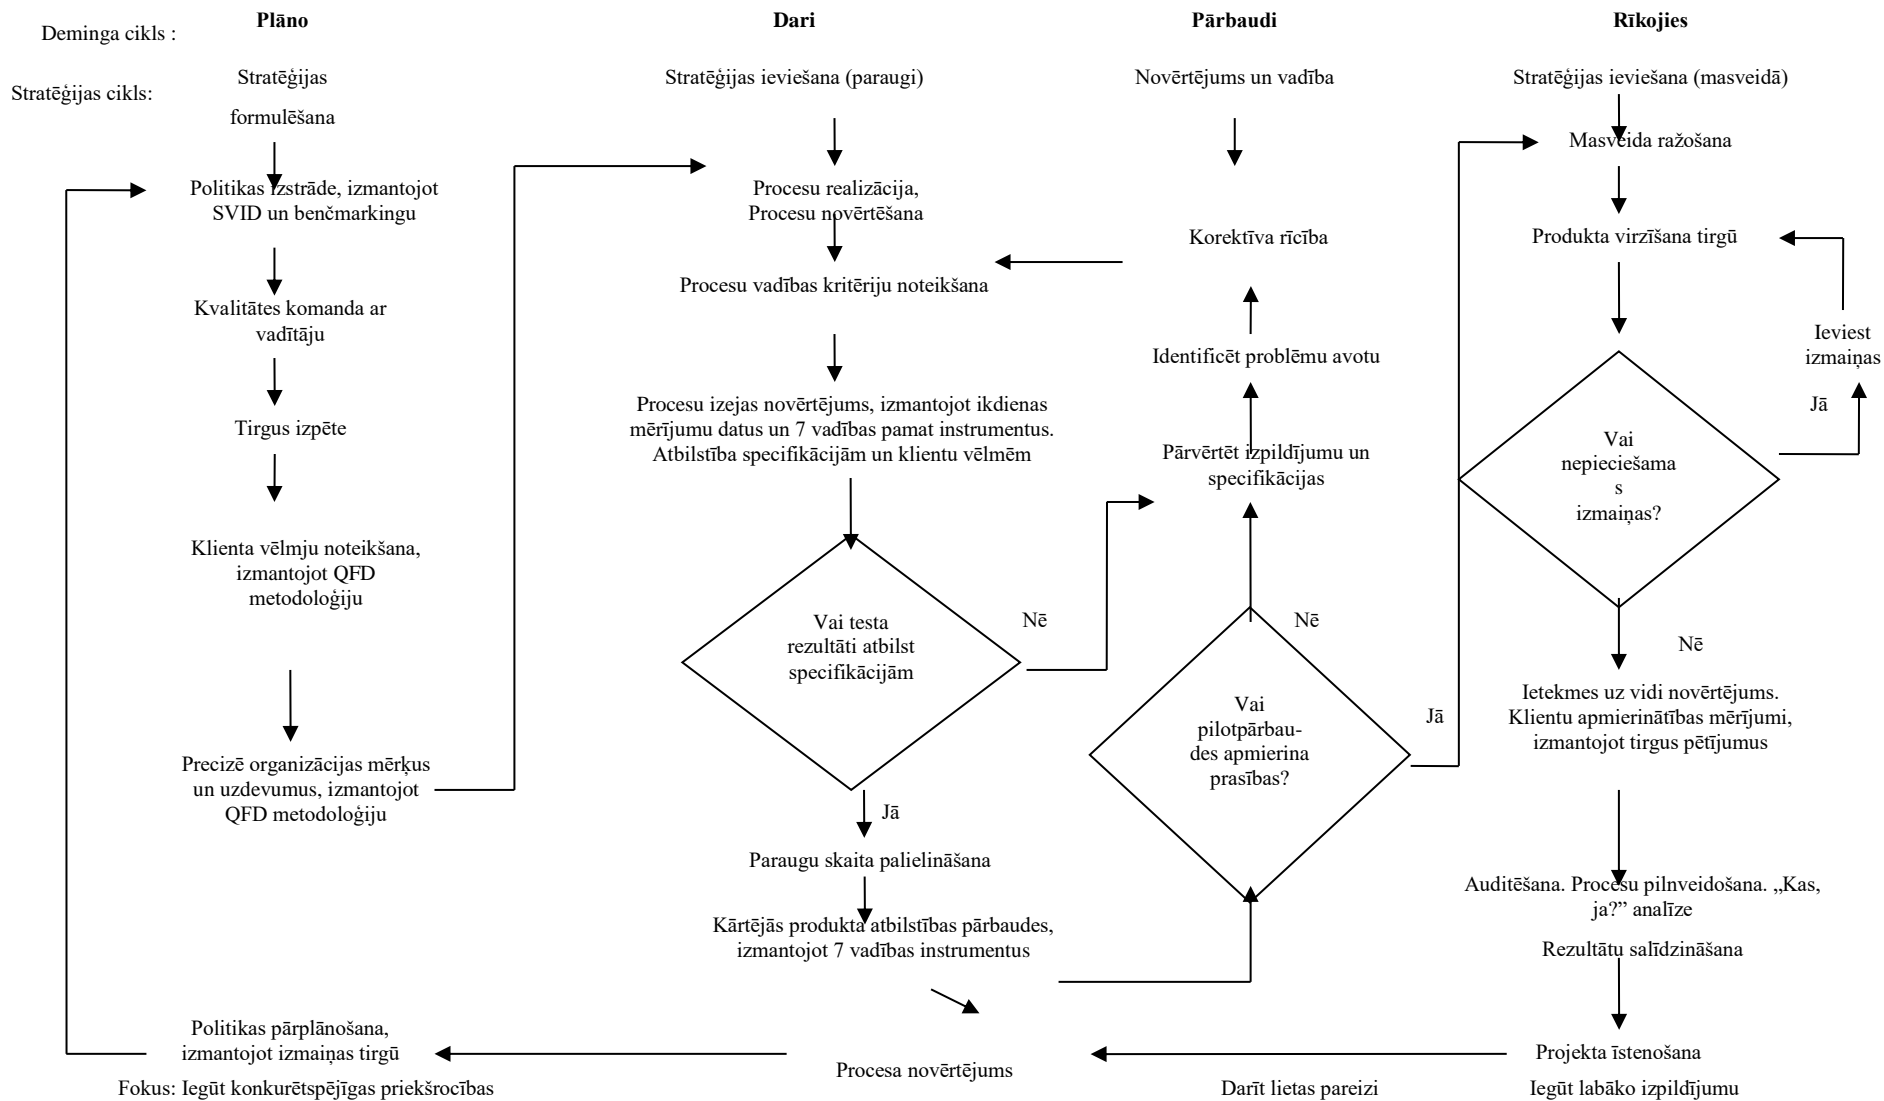 Deminga cikls :
Plāno
Dari
Pārbaudi
Rīkojies
Stratēģijas cikls:
Stratēģijas
formulēšana
Stratēģijas ieviešana (paraugi)
Novērtējums un vadība
Stratēģijas ieviešana (masveidā)
Politikas izstrāde, izmantojot
SVID un benčmarkingu
Kvalitātes komanda ar
vadītāju
Tirgus izpēte
Klienta vēlmju noteikšana,
izmantojot QFD
metodoloģiju
Precizē organizācijas mērķus
un uzdevumus, izmantojot
QFD metodoloģiju
Politikas pārplānošana,
izmantojot izmaiņas tirgū
Fokus: Iegūt konkurētspējīgas priekšrocības
Procesu realizācija,
Procesu novērtēšana
Procesu vadības kritēriju noteikšana
Procesu izejas novērtējums, izmantojot ikdienas
mērījumu datus un 7 vadības pamat instrumentus.
Atbilstība specifikācijām un klientu vēlmēm
Vai testa
rezultāti atbilst
specifikācijām
Nē
Jā
Paraugu skaita palielināšana
Kārtējās produkta atbilstības pārbaudes,
izmantojot 7 vadības instrumentus
Procesa novērtējums
Korektīva rīcība
Identificēt problēmu avotu
Pārvērtēt izpildījumu un
specifikācijas
Nē
Vai
pilotpārbau-
des apmierina
prasības?
Jā
Darīt lietas pareizi
Masveida ražošana
Produkta virzīšana tirgū
Ieviest
izmaiņas
Jā
Vai
nepieciešama
s
izmaiņas?
Nē
Ietekmes uz vidi novērtējums.
Klientu apmierinātības mērījumi,
izmantojot tirgus pētījumus
Auditēšana. Procesu pilnveidošana. „Kas,
ja?” analīze
Rezultātu salīdzināšana
Projekta īstenošana
Iegūt labāko izpildījumu